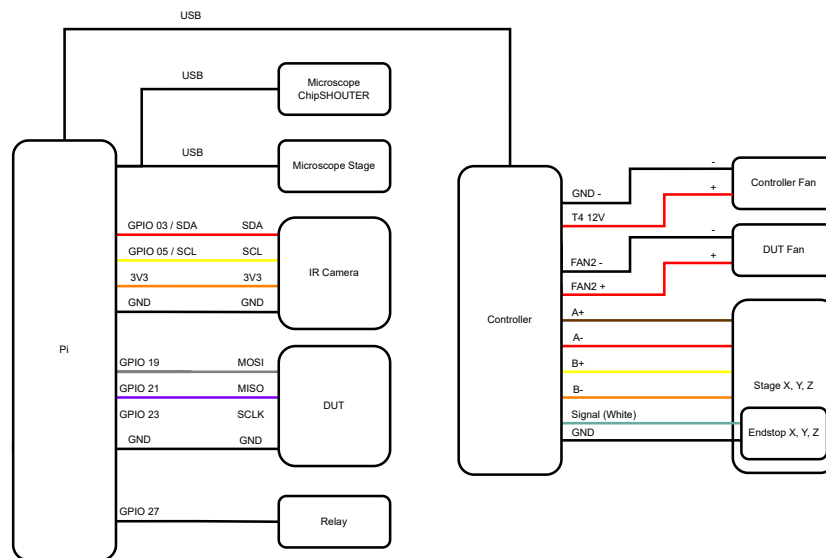 USB
USB
Microscope
ChipSHOUTER
USB
Microscope Stage
GPIO 03 / SDA
SDA
GPIO 05 / SCL
SCL
3V3
3V3
GND
GND
IR Camera
Pi
GPIO 19
MOSI
GPIO 21
MISO
GPIO 23
SCLK
GND
GND
DUT
GPIO 27
Relay
Controller
GND -
-
T4 12V
+
Controller Fan
FAN2 -
-
FAN2 +
+
DUT Fan
A+
A-
B+
B-
Signal (White)
GND
Stage X, Y, Z
Endstop X, Y, Z